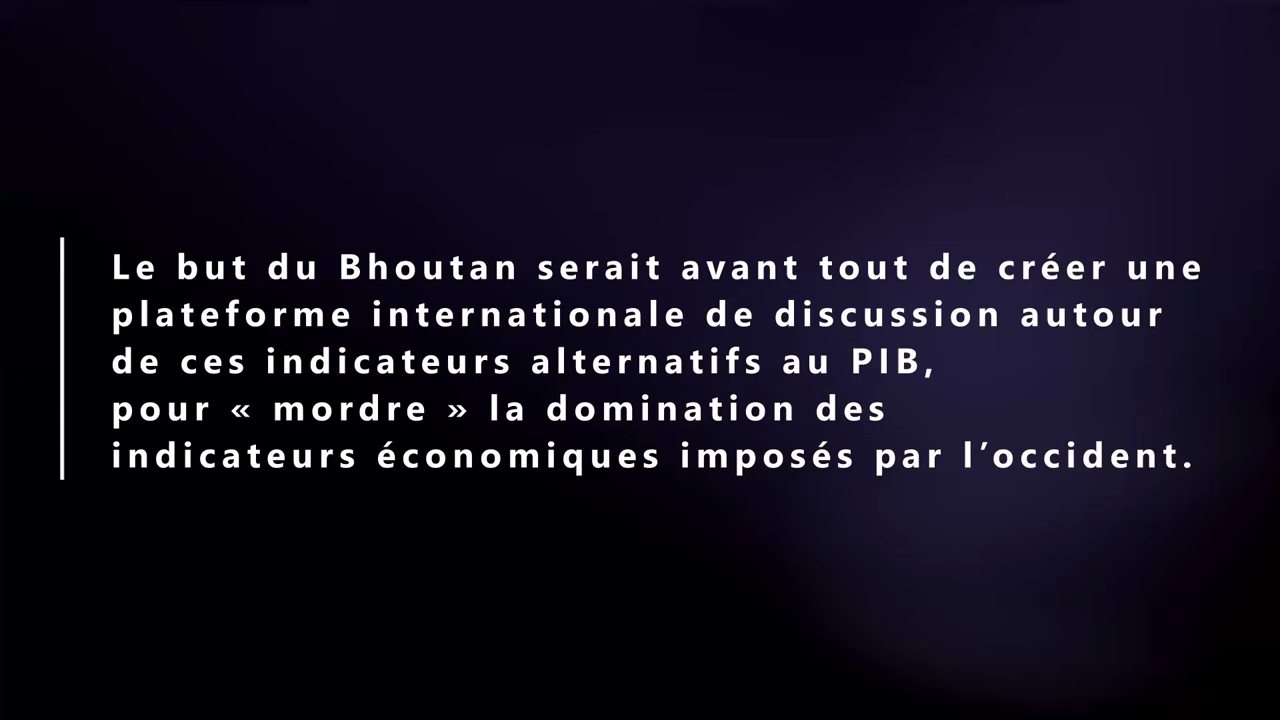 Le but du Bhoutan serait avant tout de créer une
plateforme internationale de discussion autour
de ces indicateurs alternatifs au PIB,
pour « mordre » la domination des
indicateurs économiques imposés par l’occident.